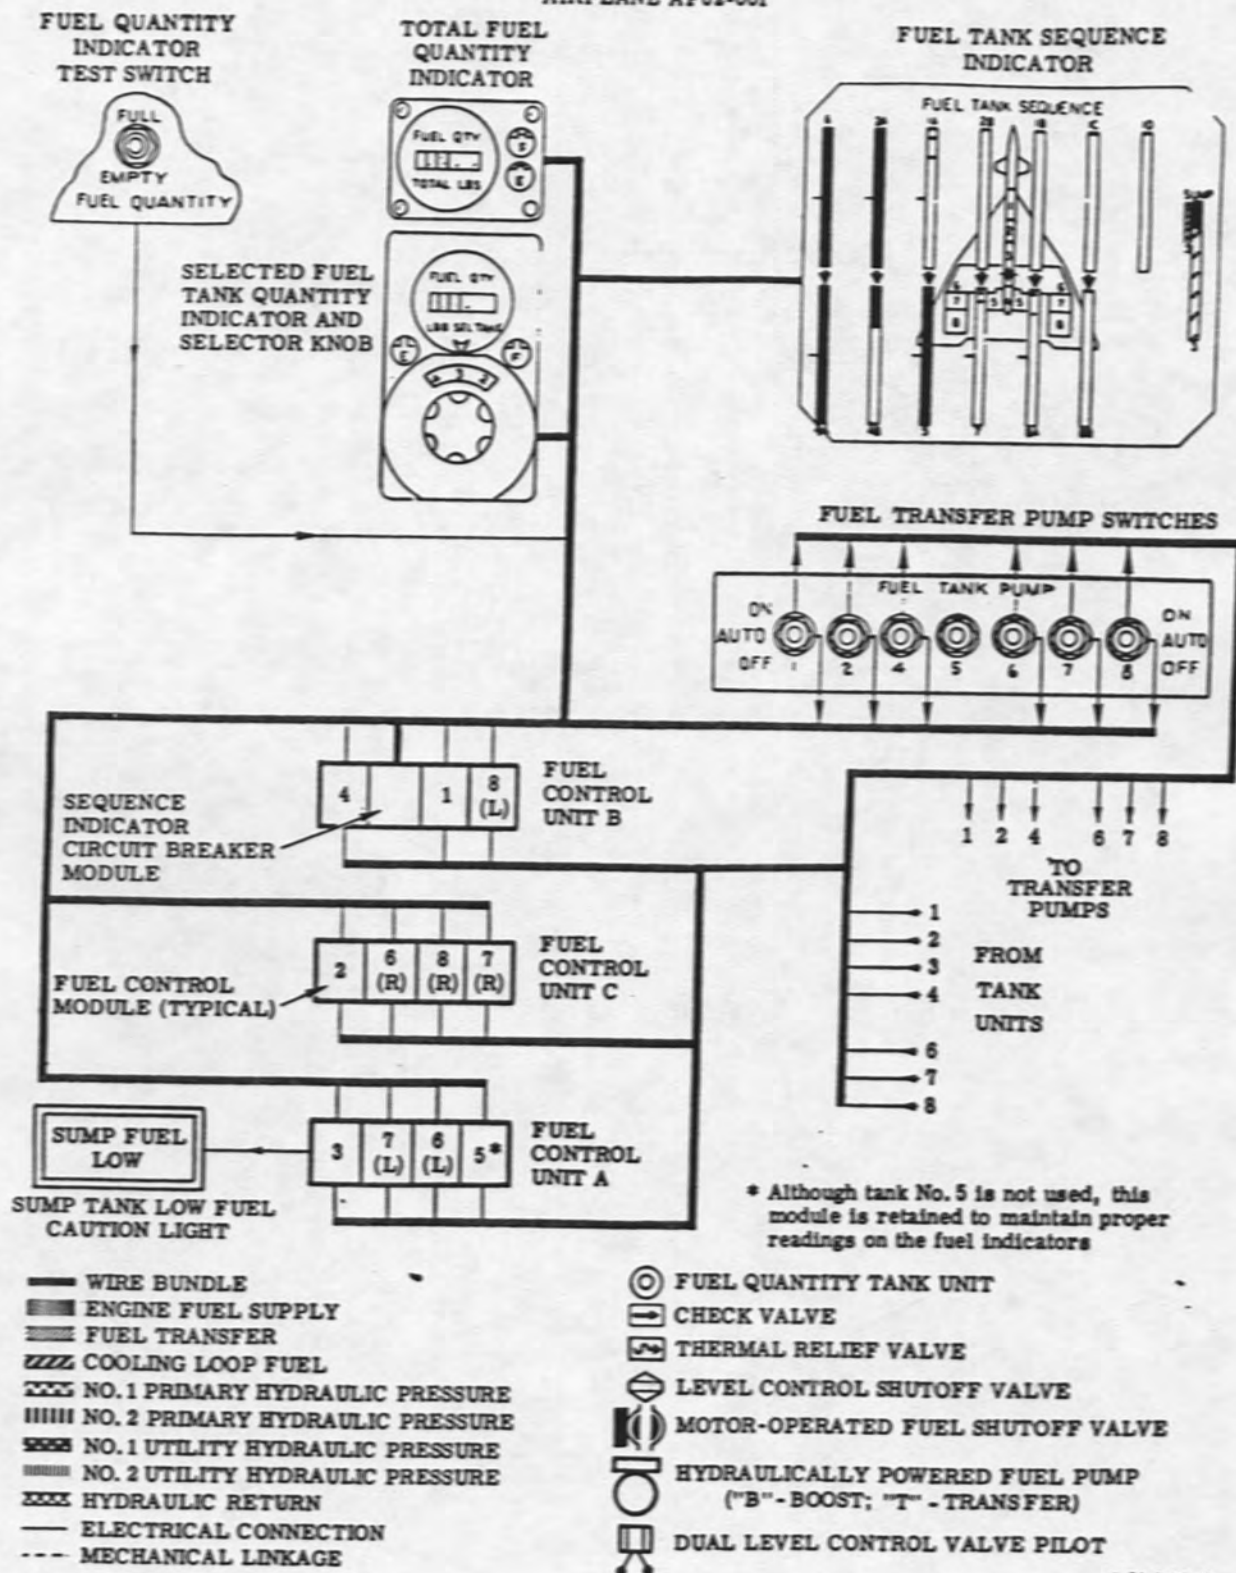 FUEL QUANTITY
INDICATOR
TEST SWITCH
FULL
EMPTY
FUEL QUANTITY
TOTAL FUEL
QUANTITY
INDICATOR
FUEL QTY
TOTAL LBS
F
E
SELECTED FUEL
TANK QUANTITY
INDICATOR AND
SELECTOR KNOB
FUEL QTY
LBS SEL TANK
E
F
FUEL TANK SEQUENCE
INDICATOR
FUEL TANK SEQUENCE
SUMP
FUEL TRANSFER PUMP SWITCHES
FUEL TANK PUMP
ON
AUTO
OFF
1 2 4 5 6 7 8
ON
AUTO
OFF
4 1 8
(L)
FUEL
CONTROL
UNIT B
SEQUENCE
INDICATOR
CIRCUIT BREAKER
MODULE
1 2 4 6 7 8
TO
TRANSFER
PUMPS
1
2
3
4
6
7
8
FROM
TANK
UNITS
2 6 8 7
(R) (R) (R)
FUEL
CONTROL
UNIT C
FUEL CONTROL
MODULE (TYPICAL)
SUMP FUEL
LOW
SUMP TANK LOW FUEL
CAUTION LIGHT
3 7 6 5*
(L) (L)
FUEL
CONTROL
UNIT A
* Although tank No. 5 is not used, this
module is retained to maintain proper
readings on the fuel indicators
WIRE BUNDLE
ENGINE FUEL SUPPLY
FUEL TRANSFER
COOLING LOOP FUEL
NO. 1 PRIMARY HYDRAULIC PRESSURE
NO. 2 PRIMARY HYDRAULIC PRESSURE
NO. 1 UTILITY HYDRAULIC PRESSURE
NO. 2 UTILITY HYDRAULIC PRESSURE
HYDRAULIC RETURN
ELECTRICAL CONNECTION
MECHANICAL LINKAGE
FUEL QUANTITY TANK UNIT
CHECK VALVE
THERMAL RELIEF VALVE
LEVEL CONTROL SHUTOFF VALVE
MOTOR-OPERATED FUEL SHUTOFF VALVE
HYDRAULICALLY POWERED FUEL PUMP
("B" - BOOST; "T" - TRANSFER)
DUAL LEVEL CONTROL VALVE PILOT